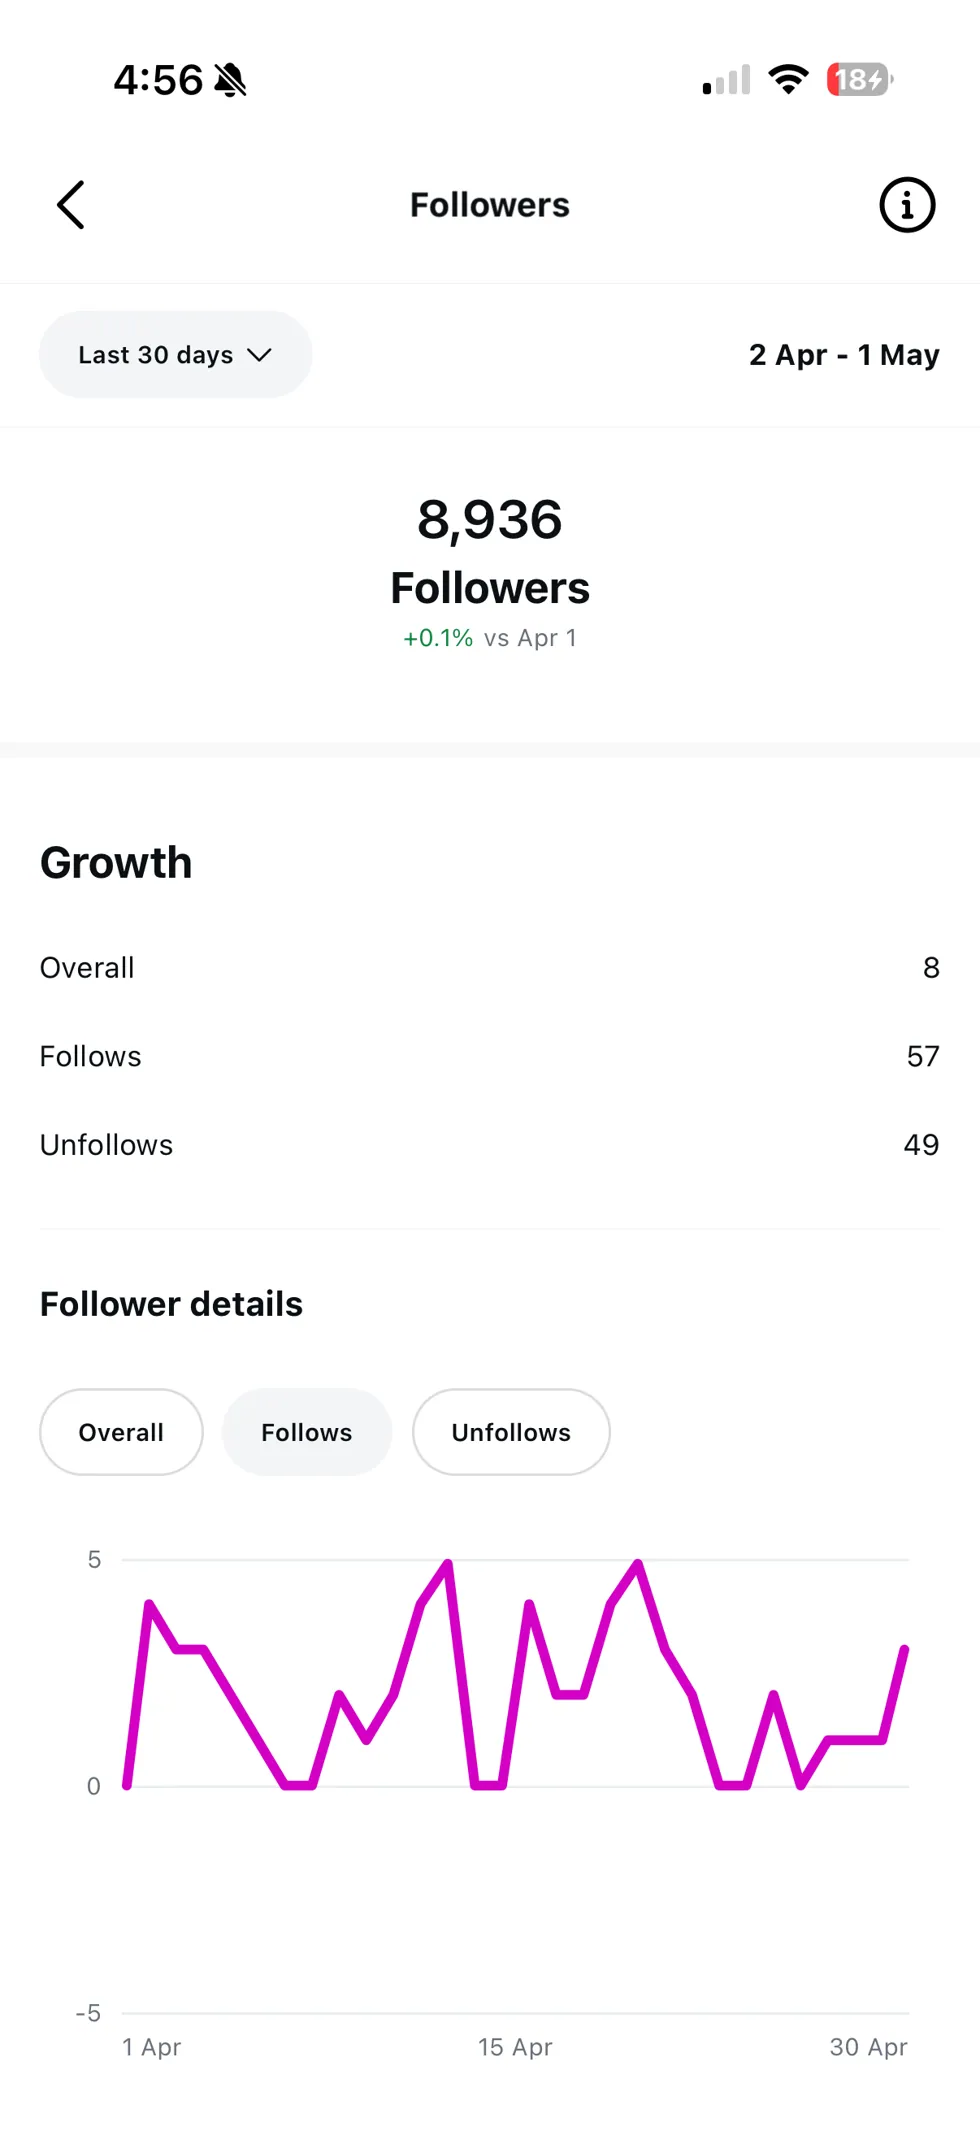 4:56
18
Followers
Last 30 days
2 Apr - 1 May
8,936
Followers
+0.1% vs Apr 1
Growth
Overall 8
Follows 57
Unfollows 49
Follower details
Overall Follows Unfollows
5
0
-5
1 Apr 15 Apr 30 Apr